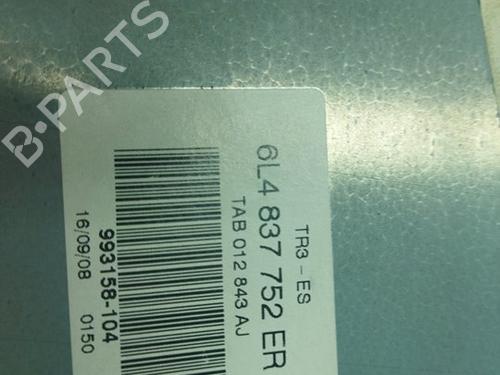 B-PARTS
TR3 - ES
6L4 837 752 ER
TAB 012 843 AJ
993158-104
16/09/08
0150